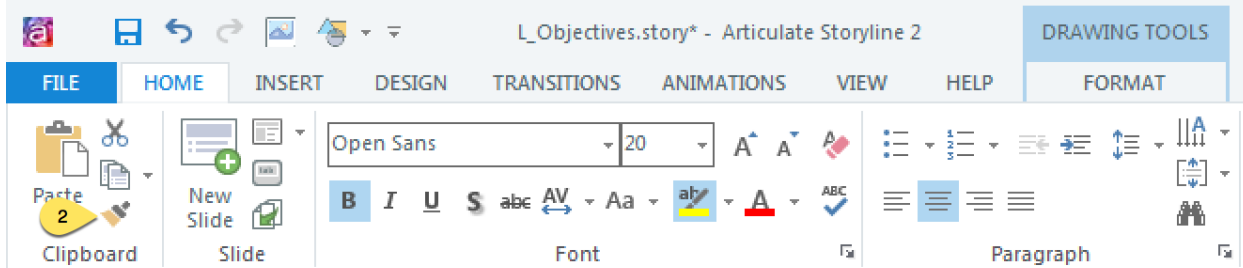 L_Objectives.story* - Articulate Storyline 2
DRAWING TOOLS
FILE HOME INSERT DESIGN TRANSITIONS ANIMATIONS VIEW HELP FORMAT
Open Sans 20 A A A
Paste
2
New
Slide
B I U S abc AV Aa ab A ABC
Clipboard Slide Font Paragraph